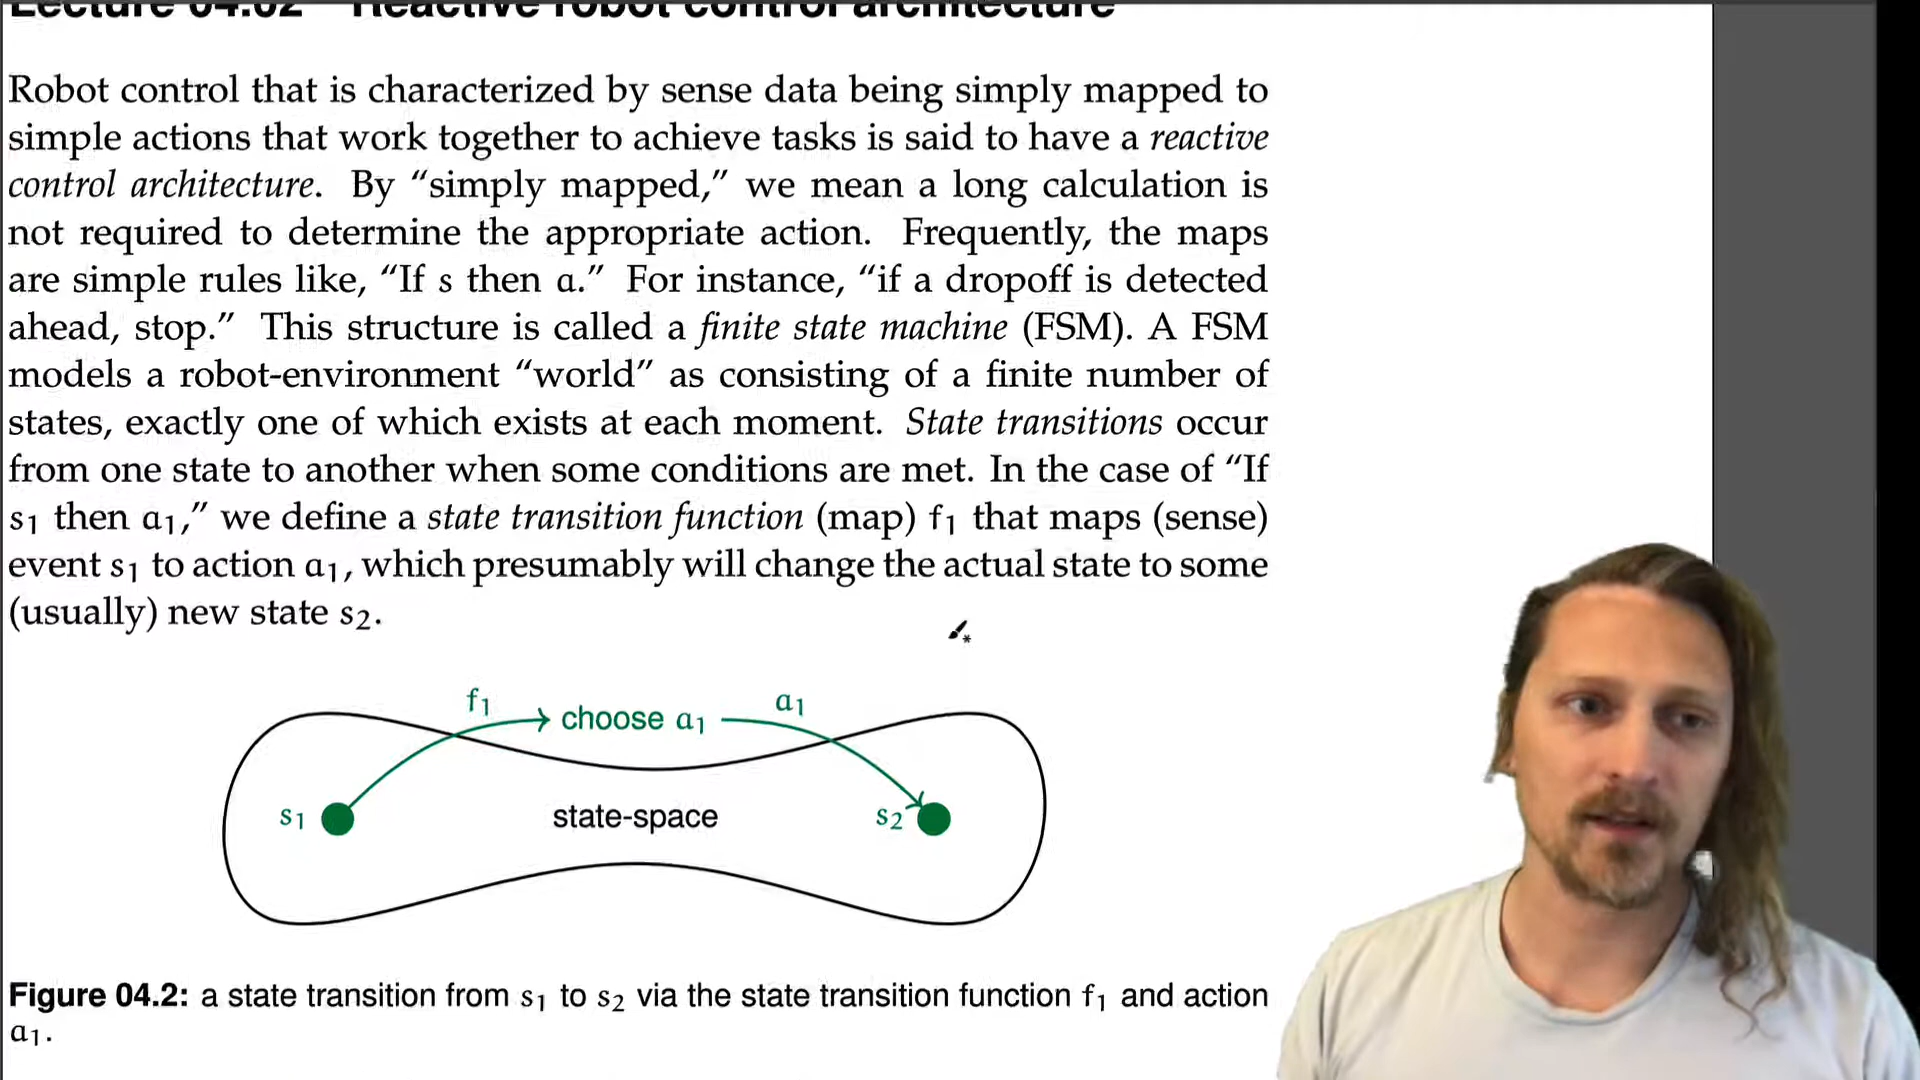 Lecture 04.02 Reactive robot control architecture
Robot control that is characterized by sense data being simply mapped to
simple actions that work together to achieve tasks is said to have a reactive
control architecture. By “simply mapped,” we mean a long calculation is
not required to determine the appropriate action. Frequently, the maps
are simple rules like, “If s then a.” For instance, “if a dropoff is detected
ahead, stop.” This structure is called a finite state machine (FSM). A FSM
models a robot-environment “world” as consisting of a finite number of
states, exactly one of which exists at each moment. State transitions occur
from one state to another when some conditions are met. In the case of “If
s₁ then a₁,” we define a state transition function (map) f₁ that maps (sense)
event s₁ to action a₁, which presumably will change the actual state to some
(usually) new state s₂.
f₁ choose a₁ a₁
s₁ state-space s₂
Figure 04.2: a state transition from s₁ to s₂ via the state transition function f₁ and action
a₁.